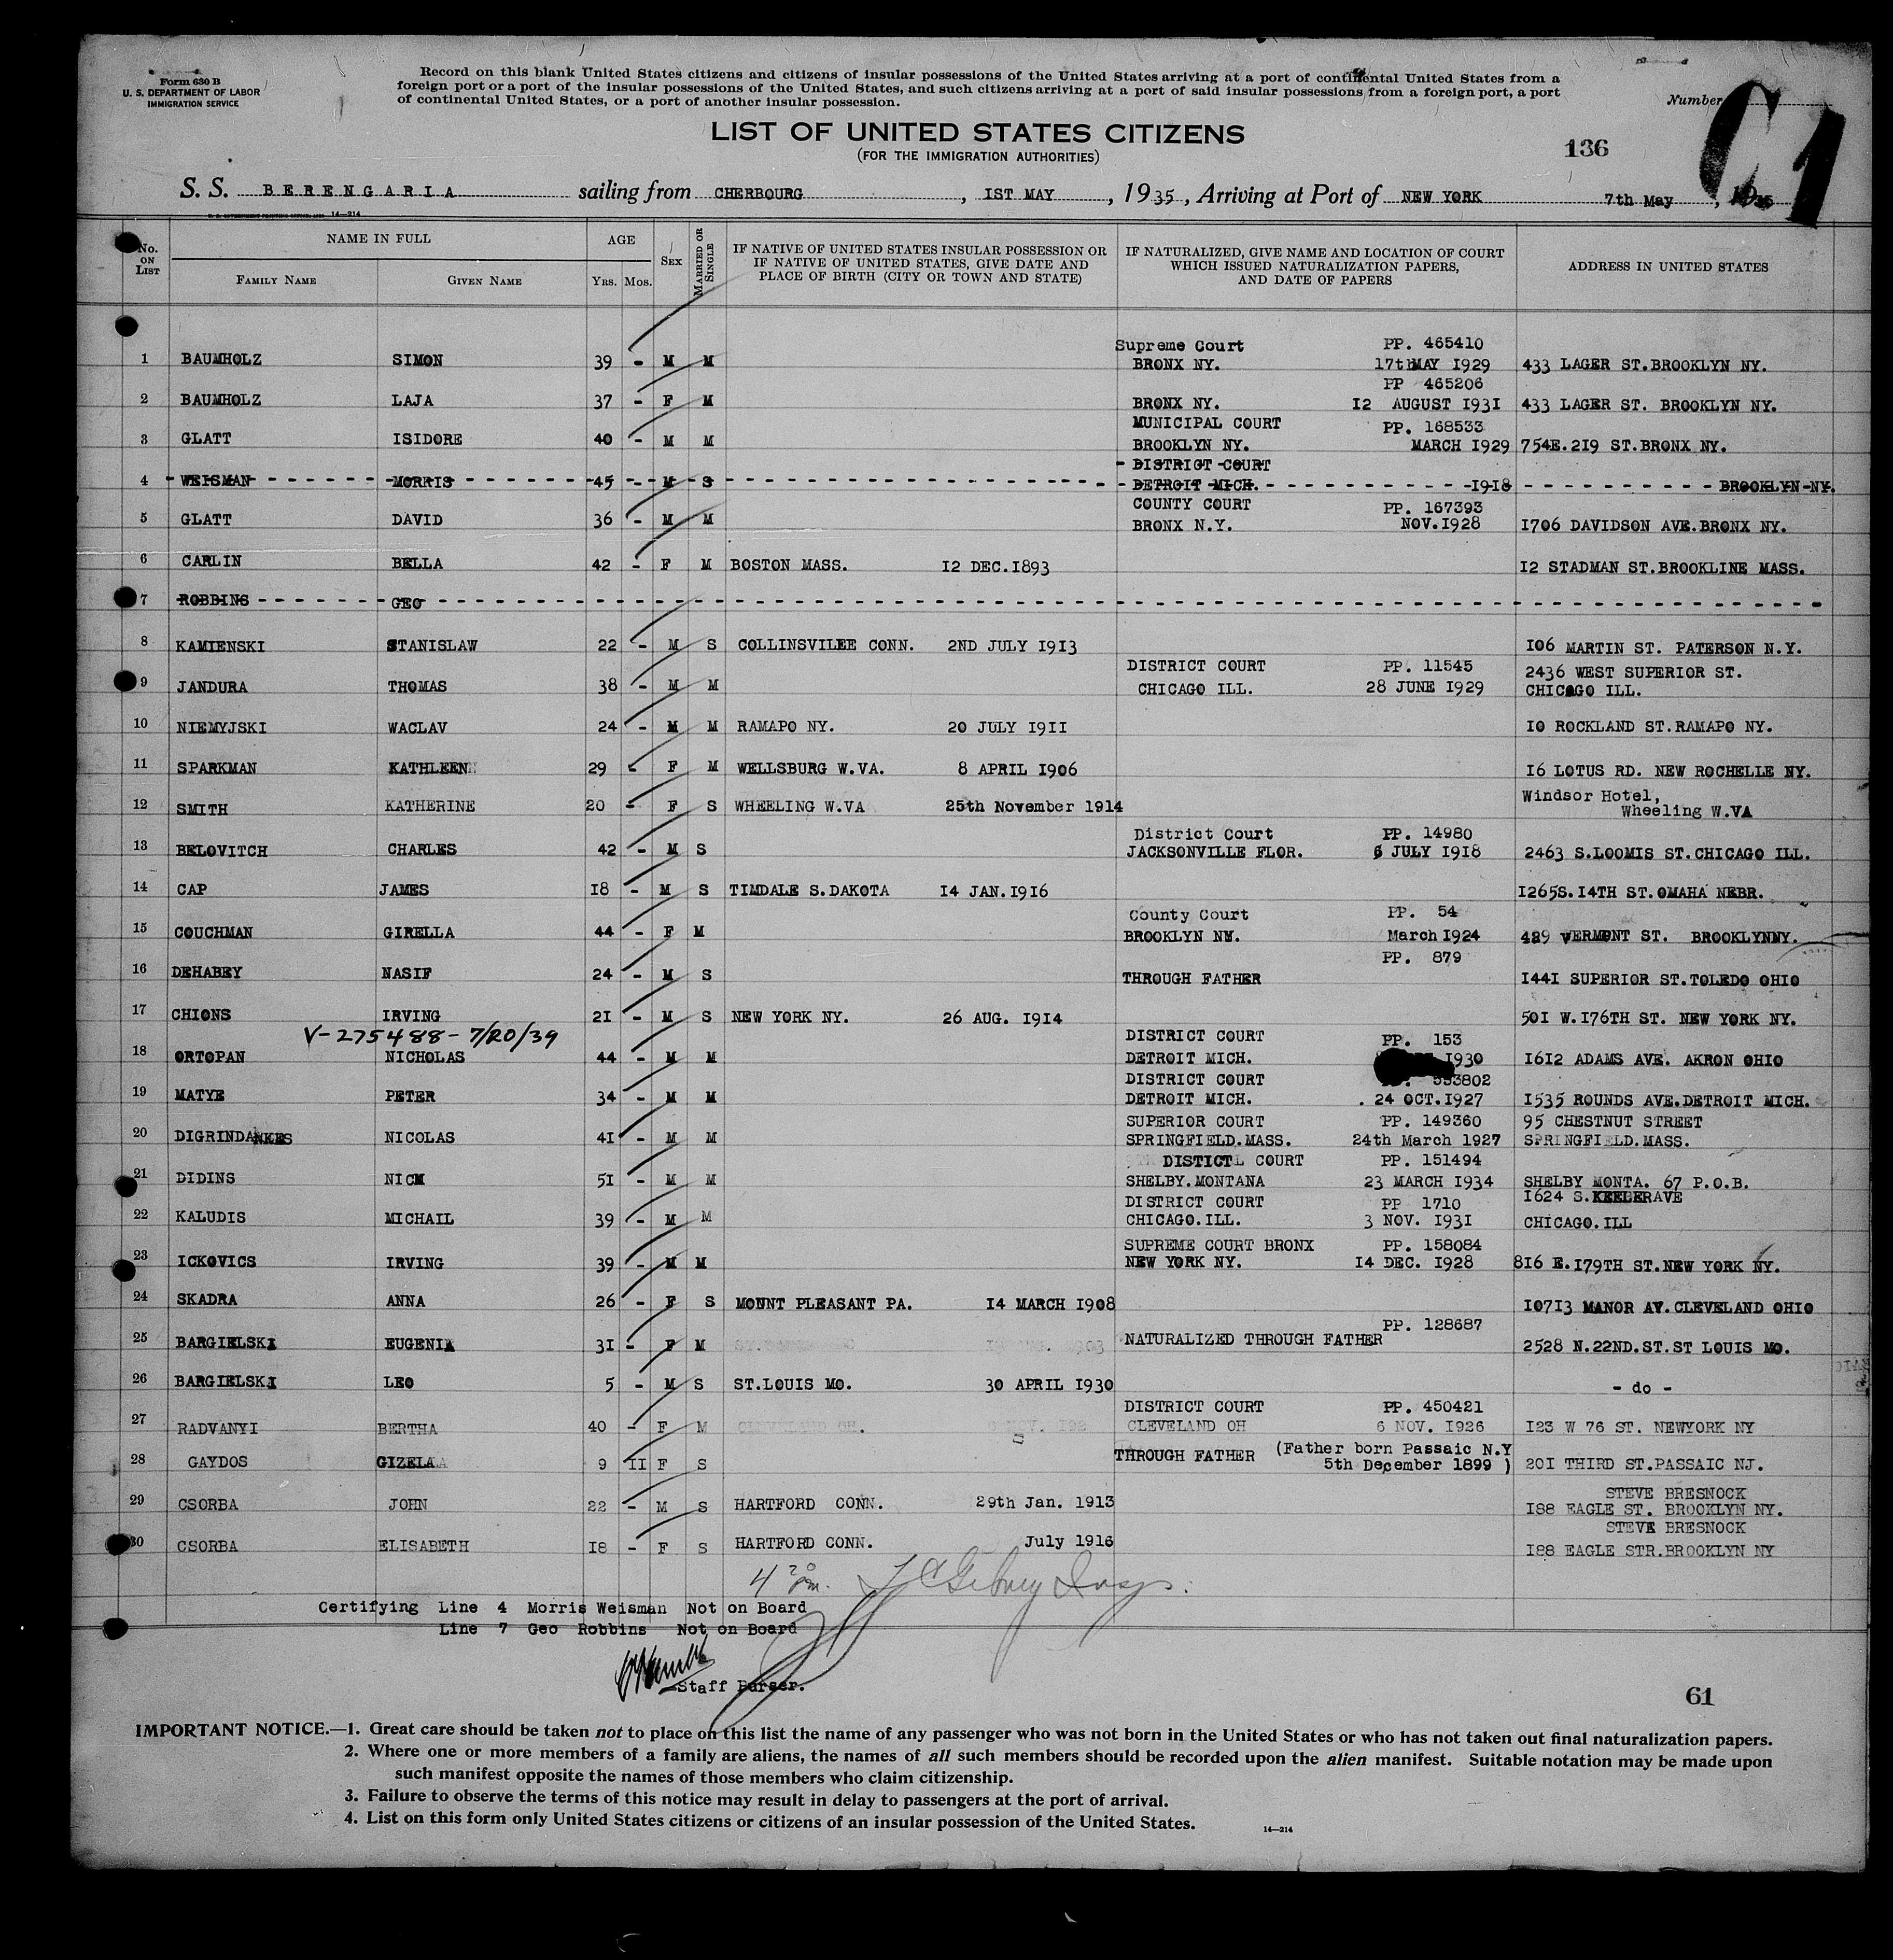 Form 630 B
U. S. DEPARTMENT OF LABOR
IMMIGRATION SERVICE
Record on this blank United States citizens and citizens of insular possessions of the United States arriving at a port of continental United States from a
foreign port or a port of the insular possessions of the United States, and such citizens arriving at a port of said insular possessions from a foreign port, a port
of continental United States, or a port of another insular possession.
Number
C1
LIST OF UNITED STATES CITIZENS
(FOR THE IMMIGRATION AUTHORITIES)
136
S. S. BERENGARIA sailing from CHERBOURG, 1ST MAY, 1935, Arriving at Port of NEW YORK 7th May, 1935
14—214
No. ON LIST
NAME IN FULL
FAMILY NAME GIVEN NAME
AGE
YRS. MOS.
SEX
MARRIED OR SINGLE
IF NATIVE OF UNITED STATES INSULAR POSSESSION OR
IF NATIVE OF UNITED STATES, GIVE DATE AND
PLACE OF BIRTH (CITY OR TOWN AND STATE)
IF NATURALIZED, GIVE NAME AND LOCATION OF COURT
WHICH ISSUED NATURALIZATION PAPERS,
AND DATE OF PAPERS
ADDRESS IN UNITED STATES
Supreme Court PP. 465410
1 BAUMHOLZ SIMON 39 - M M BRONX NY. 17th MAY 1929 433 LAGER ST.BROOKLYN NY.
PP 465206
2 BAUMHOLZ LAJA 37 - F M BRONX NY. 12 AUGUST 1931 433 LAGER ST. BROOKLYN NY.
MUNICIPAL COURT PP. 168533
3 GLATT ISIDORE 40 - M M BROOKLYN NY. MARCH 1929 754E.219 ST.BRONX NY.
DISTRICT COURT
4 WEISMAN MORRIS 45 - M S DETROIT MICH. 1918 BROOKLYN NY.
COUNTY COURT PP. 167393
5 GLATT DAVID 36 - M M BRONX N.Y. NOV.1928 1706 DAVIDSON AVE.BRONX NY.
6 CARLIN BELLA 42 - F M BOSTON MASS. 12 DEC.1893 12 STADMAN ST.BROOKLINE MASS.
7 ROBBINS GEO
8 KAMIENSKI STANISLAW 22 - M S COLLINSVILEE CONN. 2ND JULY 1913 106 MARTIN ST. PATERSON N.Y.
DISTRICT COURT PP. 11545 2436 WEST SUPERIOR ST.
9 JANDURA THOMAS 38 - M M CHICAGO ILL. 28 JUNE 1929 CHICAGO ILL.
10 NIEMYJSKI WACLAV 24 - M M RAMAPO NY. 20 JULY 1911 10 ROCKLAND ST.RAMAPO NY.
11 SPARKMAN KATHLEEN 29 - F M WELLSBURG W.VA. 8 APRIL 1906 16 LOTUS RD. NEW ROCHELLE NY.
12 SMITH KATHERINE 20 - F S WHEELING W.VA 25th November 1914 Windsor Hotel,
Wheeling W.VA
District Court PP. 14980
13 BELOVITCH CHARLES 42 - M S JACKSONVILLE FLOR. 6 JULY 1918 2463 S.LOOMIS ST.CHICAGO ILL.
14 CAP JAMES 18 - M S TIMDALE S.DAKOTA 14 JAN.1916 1265S.14TH ST.OMAHA NEBR.
County Court PP. 54
15 COUCHMAN GIRELLA 44 - F M BROOKLYN NY. March 1924 489 VERMONT ST. BROOKLYNNY.
PP. 879
16 DEHABEY NASIF 24 - M S THROUGH FATHER 1441 SUPERIOR ST.TOLEDO OHIO
17 CHIONS IRVING 21 - M S NEW YORK NY. 26 AUG. 1914 501 W.176TH ST. NEW YORK NY.
V-275488-7/20/39
DISTRICT COURT PP. 153
18 ORTOPAN NICHOLAS 44 - M M DETROIT MICH. 1930 1612 ADAMS AVE. AKRON OHIO
DISTRICT COURT 553802
19 MATYE PETER 34 - M M DETROIT MICH. 24 OCT.1927 1535 ROUNDS AVE.DETROIT MICH.
SUPERIOR COURT PP. 149360 95 CHESTNUT STREET
20 DIGRINDAKES NICOLAS 41 - M M SPRINGFIELD.MASS. 24th March 1927 SPRINGFIELD.MASS.
DISTICT COURT PP. 151494
21 DIDINS NICK 51 - M M SHELBY.MONTANA 23 MARCH 1934 SHELBY MONTA. 67 P.O.B.
DISTRICT COURT PP 1710 1624 S.KEELERAVE
22 KALUDIS MICHAIL 39 - M M CHICAGO.ILL. 3 NOV. 1931 CHICAGO.ILL
SUPREME COURT BRONX PP. 158084
23 ICKOVICS IRVING 39 - M M NEW YORK NY. 14 DEC. 1928 816 E.179TH ST.NEW YORK NY.
24 SKADRA ANNA 26 - F S MOUNT PLEASANT PA. 14 MARCH 1908 10713 MANOR AV.CLEVELAND OHIO
PP. 128687
25 BARGIELSKI EUGENIA 31 - F M NATURALIZED THROUGH FATHER 2528 N.22ND.ST.ST LOUIS MO.
26 BARGIELSKI LEO 5 - M S ST.LOUIS MO. 30 APRIL 1930 - do -
DISTRICT COURT PP. 450421
27 RADVANYI BERTHA 40 - F M CLEVELAND OH 6 NOV. 1926 123 W 76 ST. NEWYORK NY
28 GAYDOS GIZELA 9 11 F S THROUGH FATHER (Father born Passaic N.Y
5th December 1899 ) 201 THIRD ST.PASSAIC NJ.
STEVE BRESNOCK
29 CSORBA JOHN 22 - M S HARTFORD CONN. 29th Jan. 1913 188 EAGLE ST. BROOKLYN NY.
STEVE BRESNOCK
30 CSORBA ELISABETH 18 - F S HARTFORD CONN. July 1916 188 EAGLE STR.BROOKLYN NY
Certifying Line 4 Morris Weisman Not on Board
Line 7 Geo Robbins Not on Board
Staff Purser.
61
IMPORTANT NOTICE.—1. Great care should be taken not to place on this list the name of any passenger who was not born in the United States or who has not taken out final naturalization papers.
2. Where one or more members of a family are aliens, the names of all such members should be recorded upon the alien manifest. Suitable notation may be made upon
such manifest opposite the names of those members who claim citizenship.
3. Failure to observe the terms of this notice may result in delay to passengers at the port of arrival.
4. List on this form only United States citizens or citizens of an insular possession of the United States.
14—214